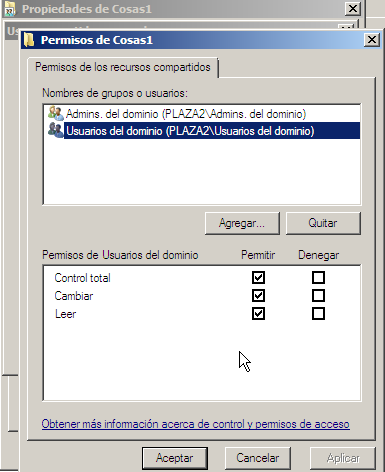 Propiedades de Cosas1
Permisos de Cosas1
Permisos de los recursos compartidos
Nombres de grupos o usuarios:
Admins. del dominio (PLAZA2\Admins. del dominio)
Usuarios del dominio (PLAZA2\Usuarios del dominio)
Agregar... Quitar
Permisos de Usuarios del dominio Permitir Denegar
Control total
Cambiar
Leer
Obtener más información acerca de control y permisos de acceso
Aceptar Cancelar Aplicar